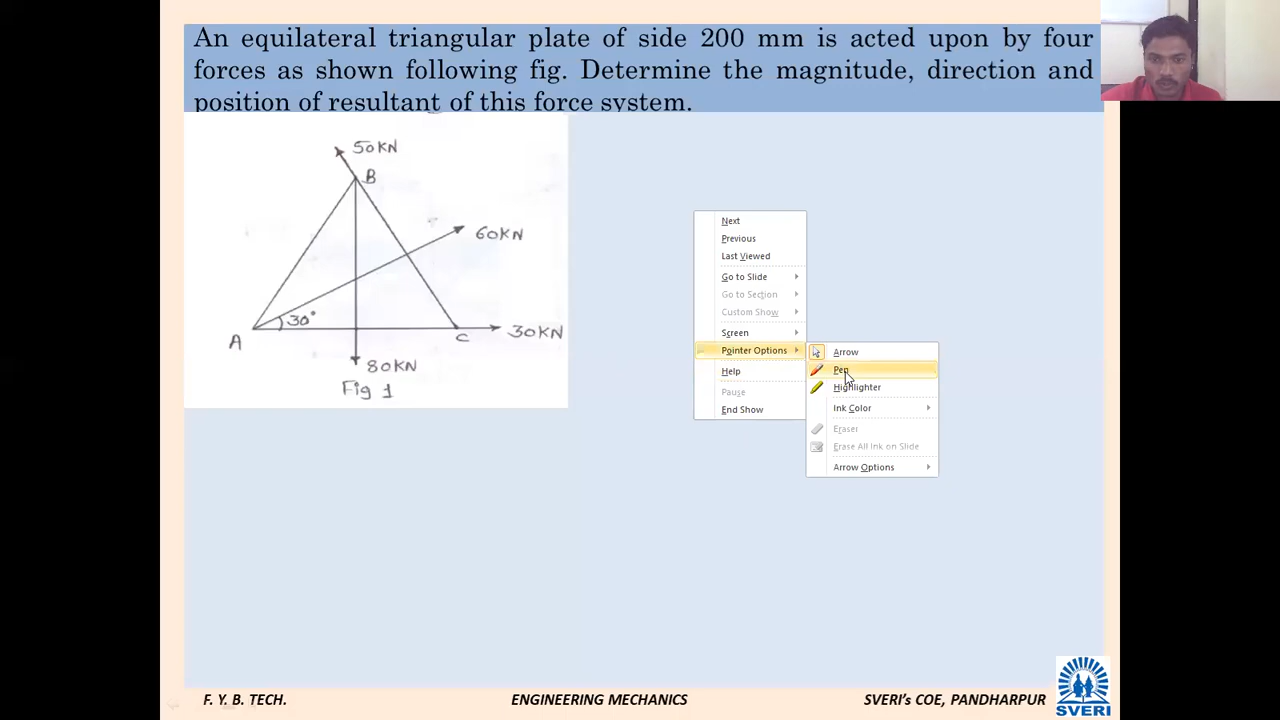 An equilateral triangular plate of side 200 mm is acted upon by four
forces as shown following fig. Determine the magnitude, direction and
position of resultant of this force system.
50KN
B
60KN
30°
A
C
30KN
80KN
Fig 1
Next
Previous
Last Viewed
Go to Slide
Go to Section
Custom Show
Screen
Pointer Options
Help
Pause
End Show
Arrow
Pen
Highlighter
Ink Color
Eraser
Erase All Ink on Slide
Arrow Options
F. Y. B. TECH.
ENGINEERING MECHANICS
SVERI's COE, PANDHARPUR
SVERI